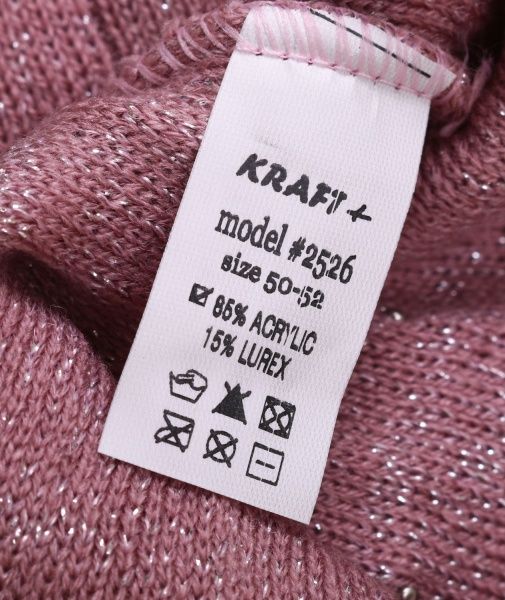 KRAFT +
model #2526
size 50-52
85% ACRYLIC
15% LUREX